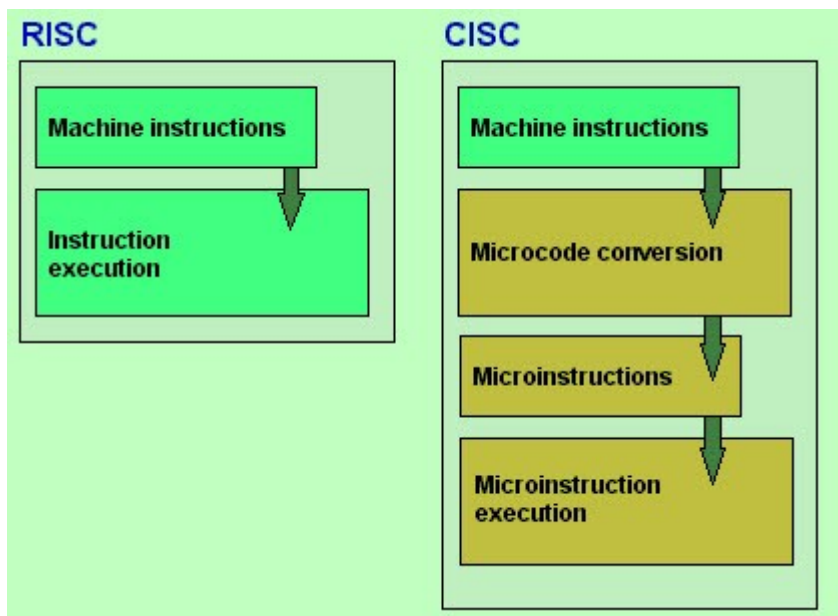 RISC
Machine instructions
Instruction
execution
CISC
Machine instructions
Microcode conversion
Microinstructions
Microinstruction
execution